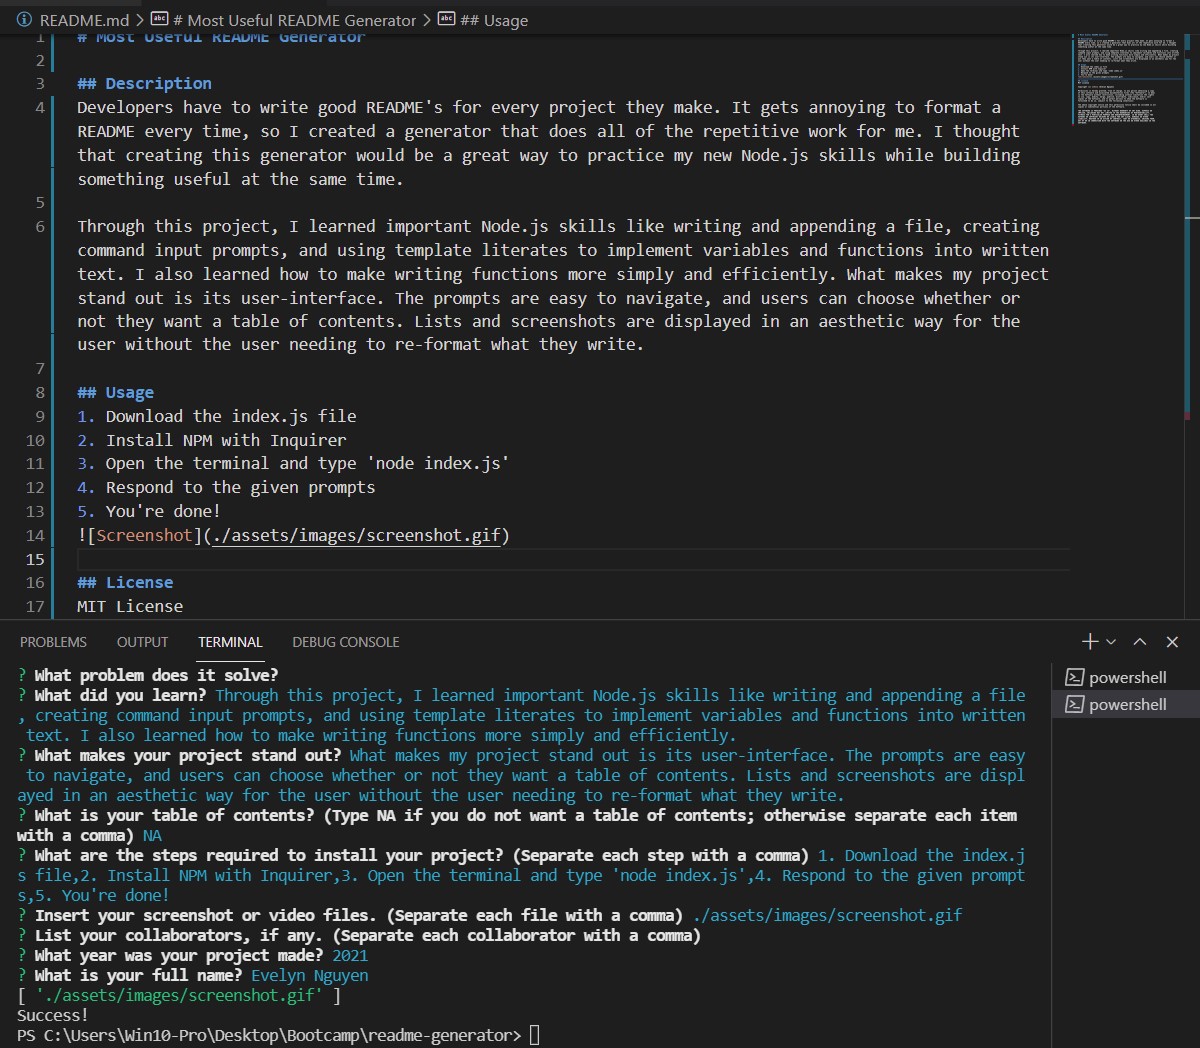 README.md > # Most Useful README Generator > ## Usage
1 # Most Useful README Generator
2
3 ## Description
4 Developers have to write good README's for every project they make. It gets annoying to format a
README every time, so I created a generator that does all of the repetitive work for me. I thought
that creating this generator would be a great way to practice my new Node.js skills while building
something useful at the same time.
5
6 Through this project, I learned important Node.js skills like writing and appending a file, creating
command input prompts, and using template literates to implement variables and functions into written
text. I also learned how to make writing functions more simply and efficiently. What makes my project
stand out is its user-interface. The prompts are easy to navigate, and users can choose whether or
not they want a table of contents. Lists and screenshots are displayed in an aesthetic way for the
user without the user needing to re-format what they write.
7
8 ## Usage
9 1. Download the index.js file
10 2. Install NPM with Inquirer
11 3. Open the terminal and type 'node index.js'
12 4. Respond to the given prompts
13 5. You're done!
14 ![Screenshot](./assets/images/screenshot.gif)
15
16 ## License
17 MIT License
PROBLEMS OUTPUT TERMINAL DEBUG CONSOLE
? What problem does it solve?
? What did you learn? Through this project, I learned important Node.js skills like writing and appending a file
, creating command input prompts, and using template literates to implement variables and functions into written
text. I also learned how to make writing functions more simply and efficiently.
? What makes your project stand out? What makes my project stand out is its user-interface. The prompts are easy
to navigate, and users can choose whether or not they want a table of contents. Lists and screenshots are displ
ayed in an aesthetic way for the user without the user needing to re-format what they write.
? What is your table of contents? (Type NA if you do not want a table of contents; otherwise separate each item
with a comma) NA
? What are the steps required to install your project? (Separate each step with a comma) 1. Download the index.j
s file,2. Install NPM with Inquirer,3. Open the terminal and type 'node index.js',4. Respond to the given prompt
s,5. You're done!
? Insert your screenshot or video files. (Separate each file with a comma) ./assets/images/screenshot.gif
? List your collaborators, if any. (Separate each collaborator with a comma)
? What year was your project made? 2021
? What is your full name? Evelyn Nguyen
[ './assets/images/screenshot.gif' ]
Success!
PS C:\Users\Win10-Pro\Desktop\Bootcamp\readme-generator>
powershell
powershell